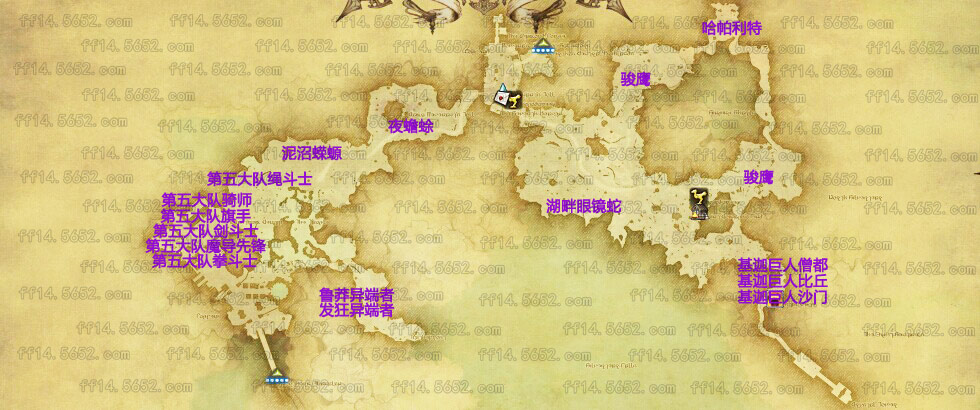 哈帕利特
骏鹰
夜蟾蜍
泥沼蝾螈
第五大队绳斗士
骏鹰
第五大队骑师
湖畔眼镜蛇
第五大队旗手
第五大队剑斗士
第五大队魔导先锋
第五大队拳斗士
基迦巨人僧都
基迦巨人比丘
基迦巨人沙门
鲁莽异端者
发狂异端者
ff14.5652.com